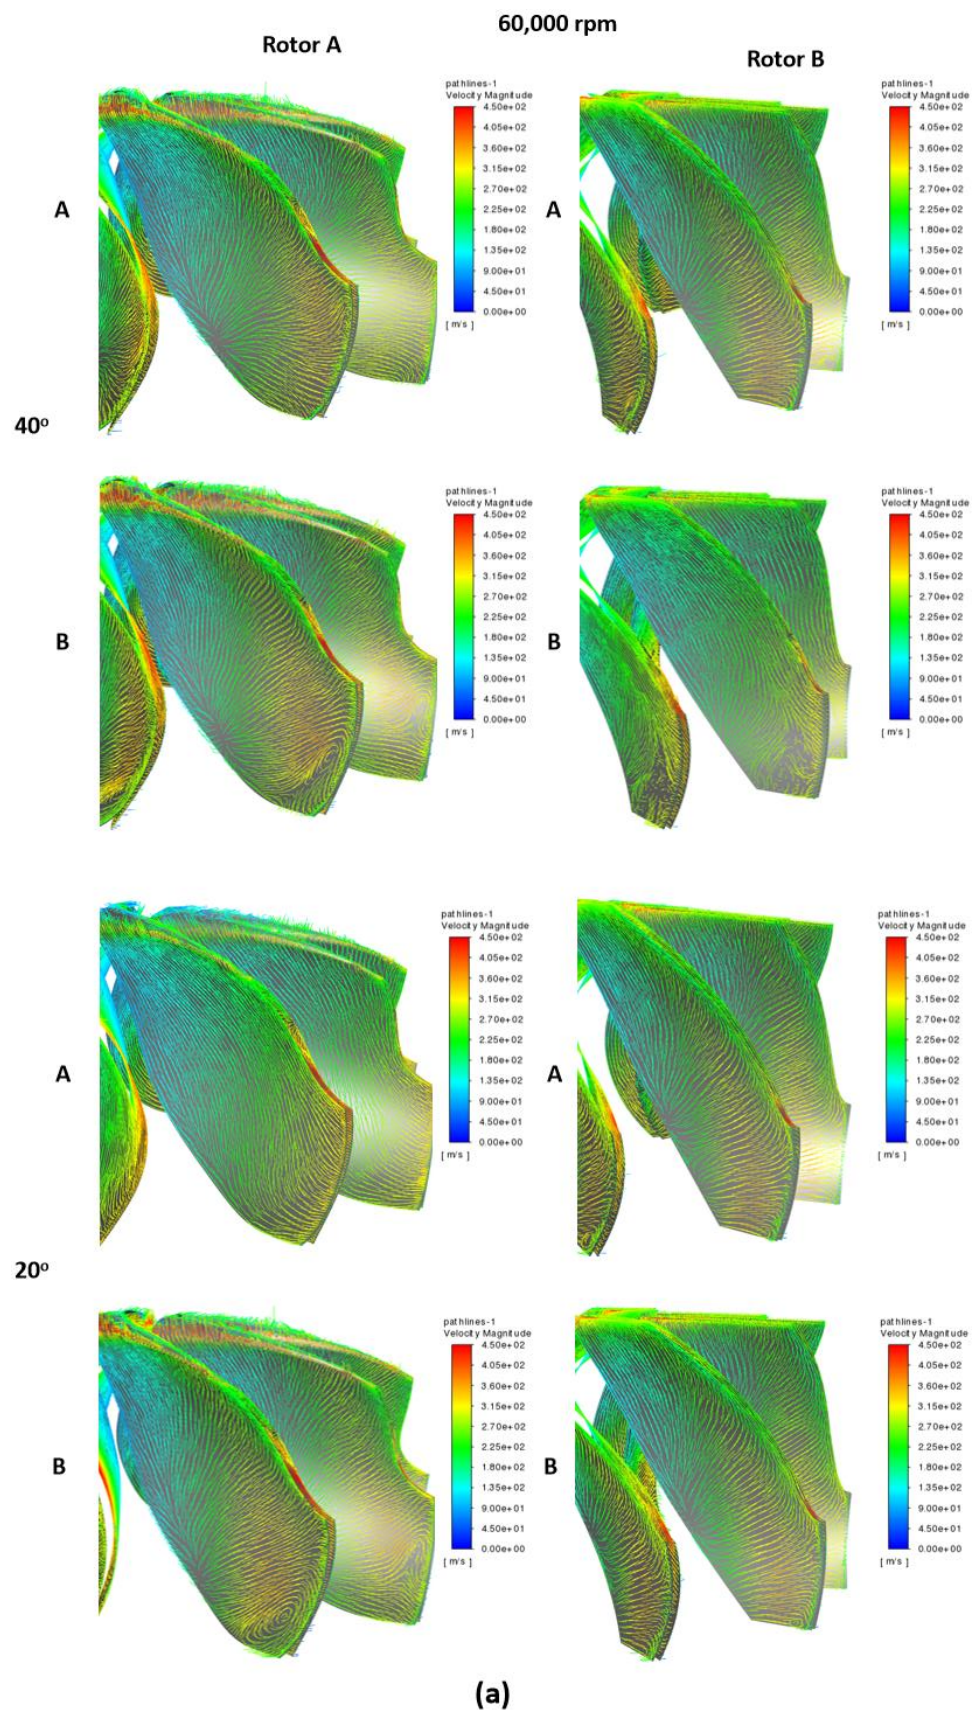 60,000 rpm
Rotor A
Rotor B
pathlines-1
Velocity Magnitude
4.50e+02
4.05e+02
3.60e+02
3.15e+02
2.70e+02
2.25e+02
1.80e+02
1.35e+02
9.00e+01
4.50e+01
0.00e+00
[ m/s ]
A
pathlines-1
Velocity Magnitude
4.50e+02
4.05e+02
3.60e+02
3.15e+02
2.70e+02
2.25e+02
1.80e+02
1.35e+02
9.00e+01
4.50e+01
0.00e+00
[ m/s ]
A
40º
pathlines-1
Velocity Magnitude
4.50e+02
4.05e+02
3.60e+02
3.15e+02
2.70e+02
2.25e+02
1.80e+02
1.35e+02
9.00e+01
4.50e+01
0.00e+00
[ m/s ]
B
pathlines-1
Velocity Magnitude
4.50e+02
4.05e+02
3.60e+02
3.15e+02
2.70e+02
2.25e+02
1.80e+02
1.35e+02
9.00e+01
4.50e+01
0.00e+00
[ m/s ]
B
pathlines-1
Velocity Magnitude
4.50e+02
4.05e+02
3.60e+02
3.15e+02
2.70e+02
2.25e+02
1.80e+02
1.35e+02
9.00e+01
4.50e+01
0.00e+00
[ m/s ]
A
pathlines-1
Velocity Magnitude
4.50e+02
4.05e+02
3.60e+02
3.15e+02
2.70e+02
2.25e+02
1.80e+02
1.35e+02
9.00e+01
4.50e+01
0.00e+00
[ m/s ]
A
20º
pathlines-1
Velocity Magnitude
4.50e+02
4.05e+02
3.60e+02
3.15e+02
2.70e+02
2.25e+02
1.80e+02
1.35e+02
9.00e+01
4.50e+01
0.00e+00
[ m/s ]
B
pathlines-1
Velocity Magnitude
4.50e+02
4.05e+02
3.60e+02
3.15e+02
2.70e+02
2.25e+02
1.80e+02
1.35e+02
9.00e+01
4.50e+01
0.00e+00
[ m/s ]
B
(a)